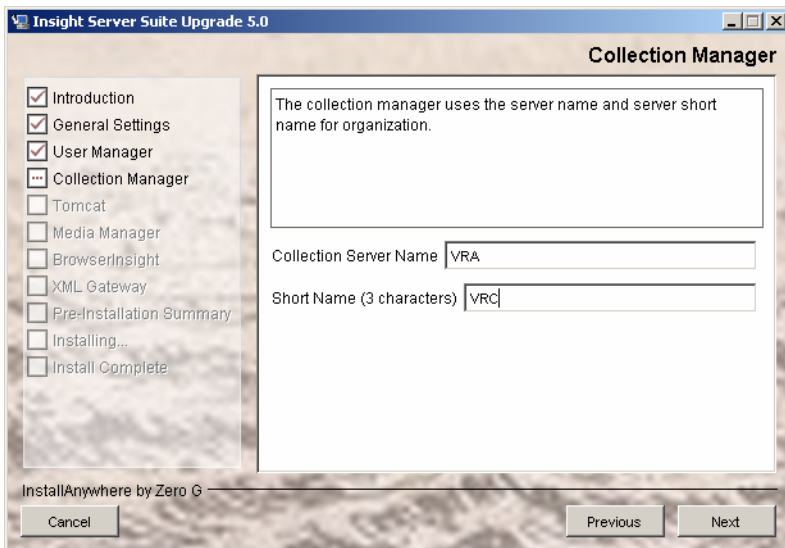 Insight Server Suite Upgrade 5.0
Collection Manager
Introduction
General Settings
User Manager
Collection Manager
Tomcat
Media Manager
BrowserInsight
XML Gateway
Pre-Installation Summary
Installing...
Install Complete
The collection manager uses the server name and server short
name for organization.
Collection Server Name VRA
Short Name (3 characters) VRC
InstallAnywhere by Zero G
Cancel Previous Next